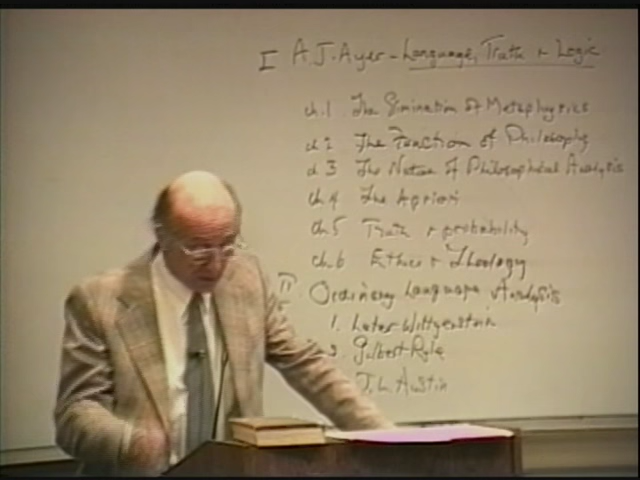 I A.J. Ayer - Language, Truth & Logic
ch.1 The Elimination of Metaphysics
ch 2 The Function of Philosophy
ch 3 The Nature of Philosophical Analysis
ch 4 The Apriori
ch.5 Truth & probability
ch.6 Ethics & Theology
II Ordinary Language Analysis
1. Later Wittgenstein
2. Gilbert Ryle
J.L. Austin